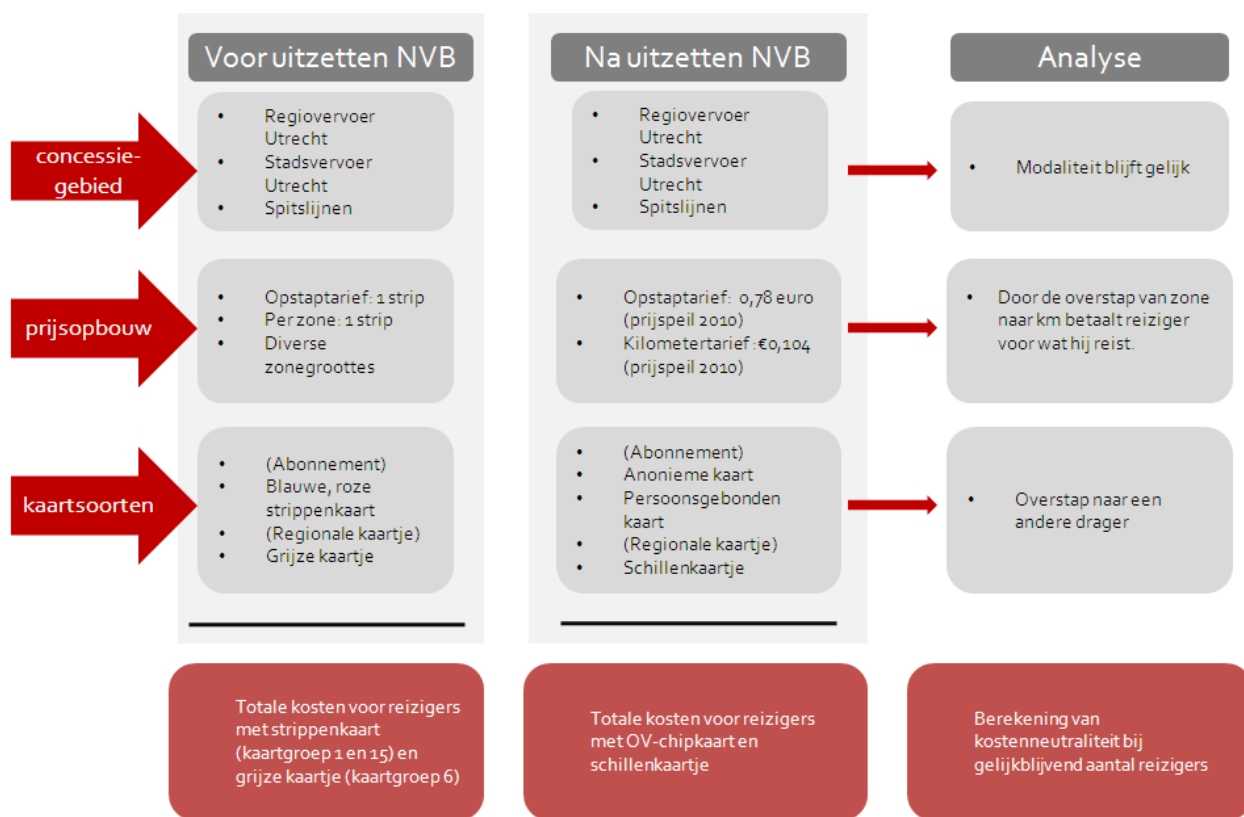 Voor uitzetten NVB
Na uitzetten NVB
Analyse
concessie-
gebied
• Regiovervoer
Utrecht
• Stadsvervoer
Utrecht
• Spitslijnen
• Regiovervoer
Utrecht
• Stadsvervoer
Utrecht
• Spitslijnen
• Modaliteit blijft gelijk
prijsopbouw
• Opstaptarief: 1 strip
• Per zone: 1 strip
• Diverse
zonegroottes
• Opstaptarief: 0,78 euro
(prijspeil 2010)
• Kilometertarief :€0,104
(prijspeil 2010)
• Door de overstap van zone
naar km betaalt reiziger
voor wat hij reist.
kaartsoorten
• (Abonnement)
• Blauwe, roze
strippenkaart
• (Regionale kaartje)
• Grijze kaartje
• (Abonnement)
• Anonieme kaart
• Persoonsgebonden
kaart
• (Regionale kaartje)
• Schillenkaartje
• Overstap naar een
andere drager
Totale kosten voor reizigers
met strippenkaart
(kaartgroep 1 en 15) en
grijze kaartje (kaartgroep 6)
Totale kosten voor reizigers
met OV-chipkaart en
schillenkaartje
Berekening van
kostenneutraliteit bij
gelijkblijvend aantal reizigers